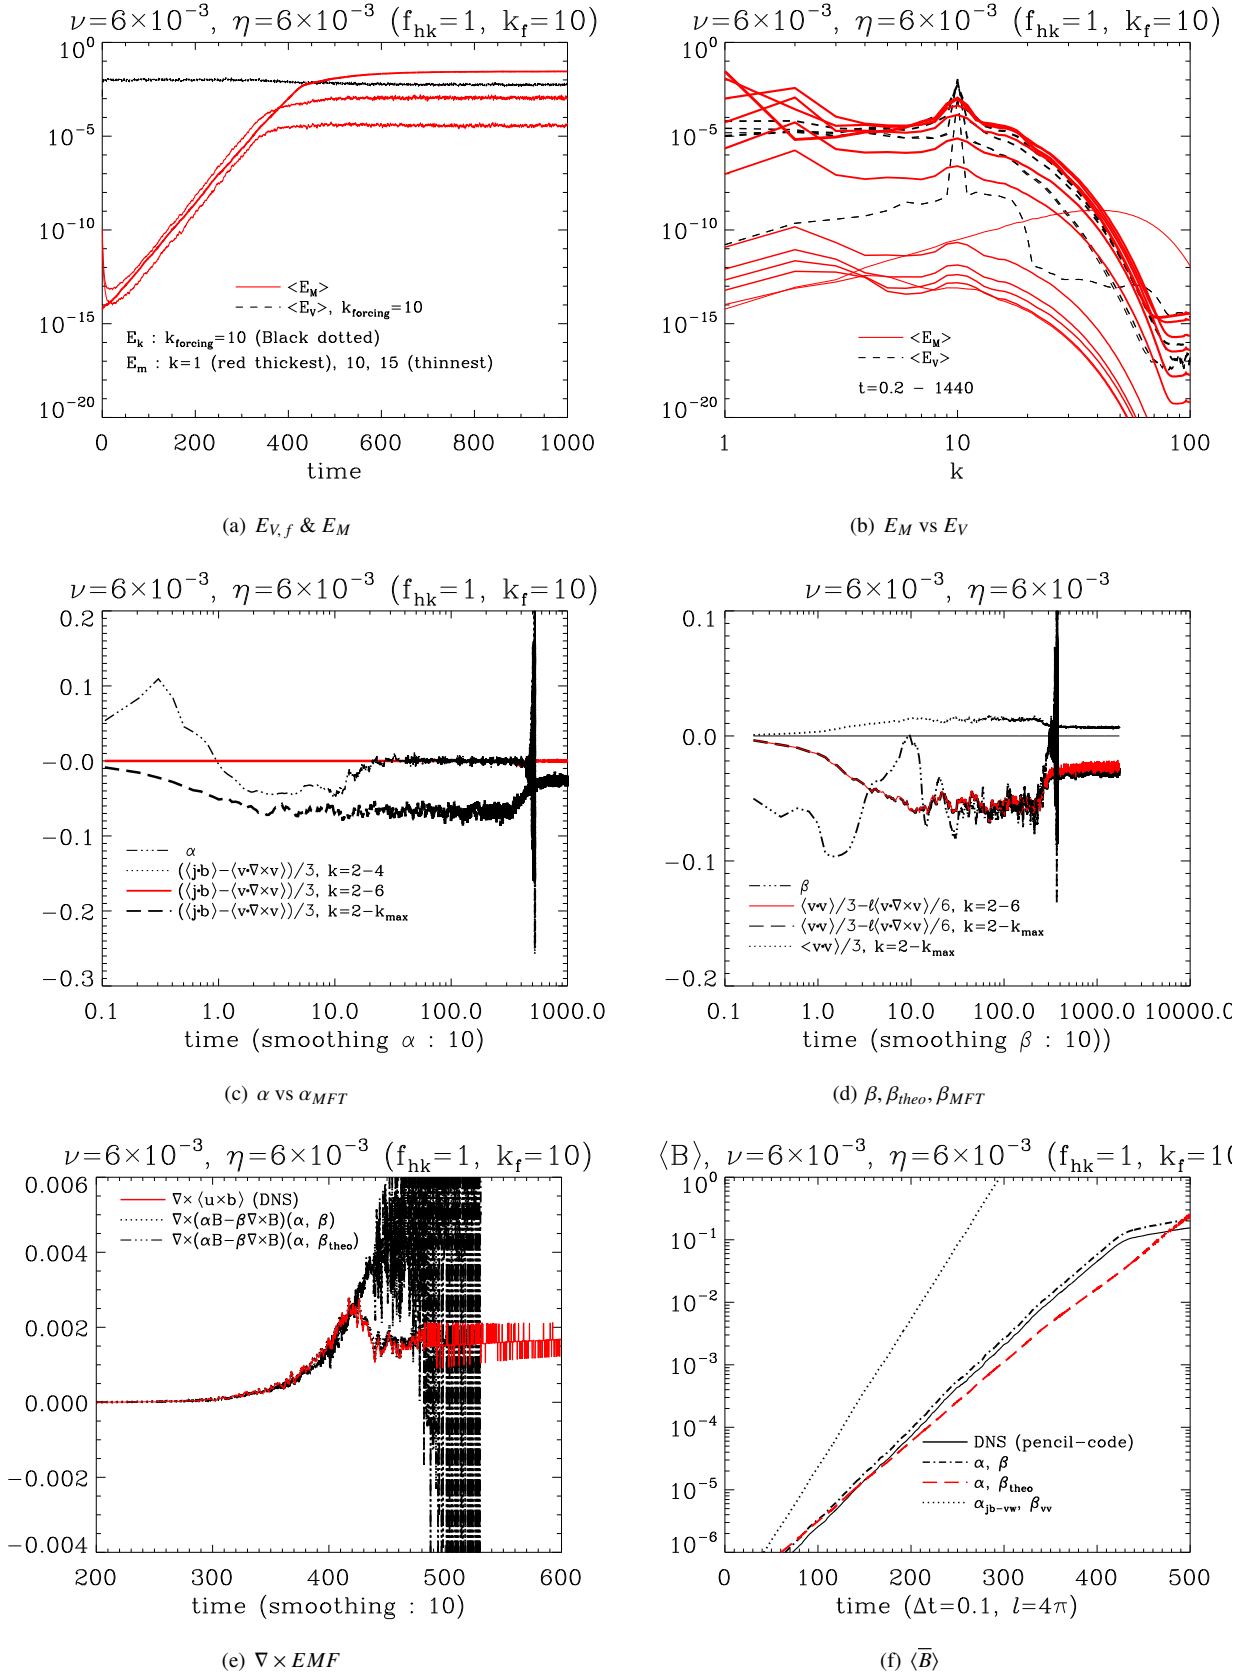 ν=6×10⁻³, η=6×10⁻³ (f_hk=1, k_f=10)
10⁰
10⁻⁵
10⁻¹⁰
10⁻¹⁵
10⁻²⁰
<E_M>
<E_V>, k_forcing=10
E_k : k_forcing=10 (Black dotted)
E_m : k=1 (red thickest), 10, 15 (thinnest)
0 200 400 600 800 1000
time
(a) E_V,f & E_M
ν=6×10⁻³, η=6×10⁻³ (f_hk=1, k_f=10)
10⁰
10⁻⁵
10⁻¹⁰
10⁻¹⁵
10⁻²⁰
<E_M>
<E_V>
t=0.2 – 1440
1 10 100
k
(b) E_M vs E_V
ν=6×10⁻³, η=6×10⁻³ (f_hk=1, k_f=10)
0.2
0.1
−0.0
−0.1
−0.2
−0.3
α
(⟨j•b⟩−⟨v•∇×v⟩)/3, k=2−4
(⟨j•b⟩−⟨v•∇×v⟩)/3, k=2−6
(⟨j•b⟩−⟨v•∇×v⟩)/3, k=2−k_max
0.1 1.0 10.0 100.0 1000.0
time (smoothing α : 10)
(c) α vs α_MFT
ν=6×10⁻³, η=6×10⁻³
0.1
0.0
−0.1
−0.2
β
⟨v•v⟩/3−ℓ⟨v•∇×v⟩/6, k=2−6
⟨v•v⟩/3−ℓ⟨v•∇×v⟩/6, k=2−k_max
<v•v⟩/3, k=2−k_max
0.1 1.0 10.0 100.0 1000.0 10000.0
time (smoothing β : 10))
(d) β, β_theo, β_MFT
ν=6×10⁻³, η=6×10⁻³ (f_hk=1, k_f=10)
0.006
0.004
0.002
0.000
−0.002
−0.004
∇×⟨u×b⟩ (DNS)
∇×(αB−β∇×B)(α, β)
∇×(αB−β∇×B)(α, β_theo)
200 300 400 500 600
time (smoothing : 10)
(e) ∇ × EMF
⟨B⟩, ν=6×10⁻³, η=6×10⁻³ (f_hk=1, k_f=10
10⁰
10⁻¹
10⁻²
10⁻³
10⁻⁴
10⁻⁵
10⁻⁶
DNS (pencil−code)
α, β
α, β_theo
α_jb−vw, β_vv
0 100 200 300 400 500
time (Δt=0.1, l=4π)
(f) ⟨B̅⟩